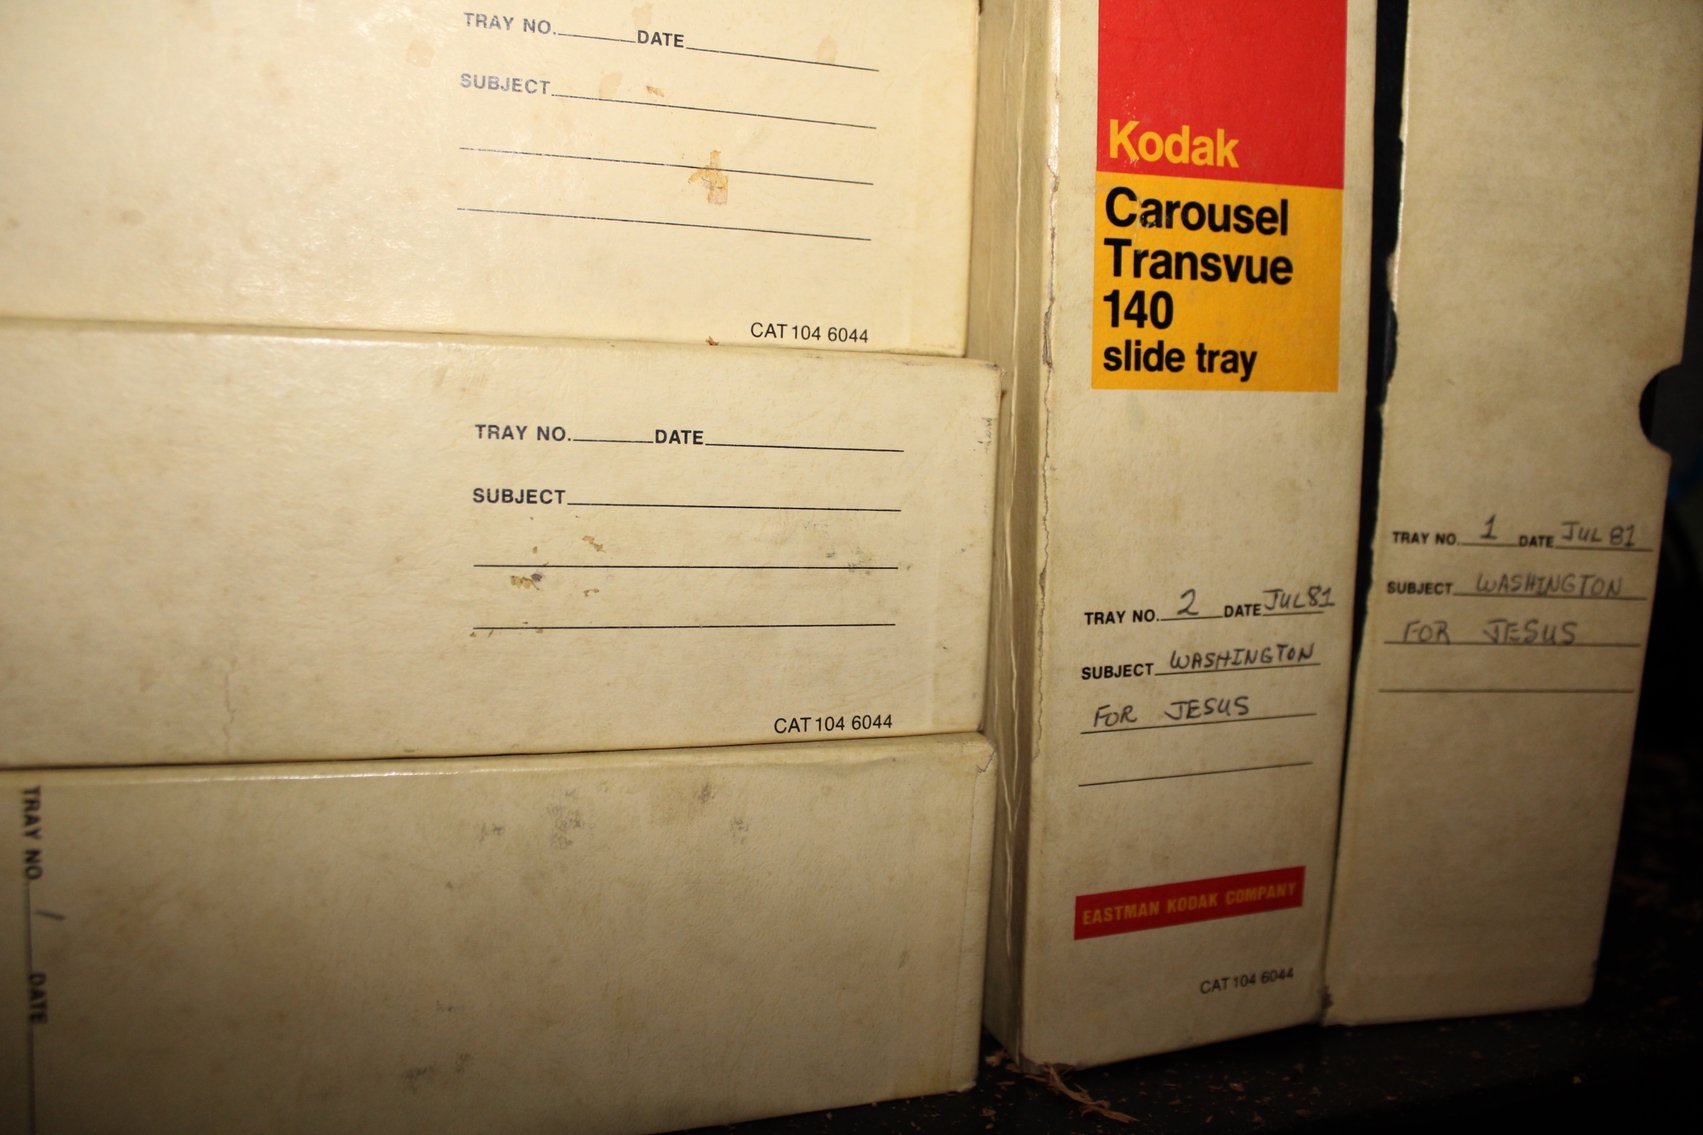 TRAY NO. DATE
SUBJECT
CAT 104 6044
TRAY NO. DATE
SUBJECT
CAT 104 6044
TRAY NO. 1 DATE
Kodak
Carousel
Transvue
140
slide tray
TRAY NO. 2 DATE JUL 81
SUBJECT WASHINGTON
FOR JESUS
EASTMAN KODAK COMPANY
CAT 104 6044
TRAY NO. 1 DATE JUL 81
SUBJECT WASHINGTON
FOR JESUS